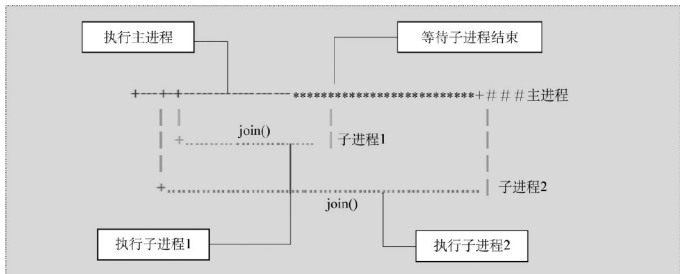 执行主进程
等待子进程结束
+--+-+------------------***********************+###主进程
join()
子进程1
子进程2
join()
执行子进程1
执行子进程2